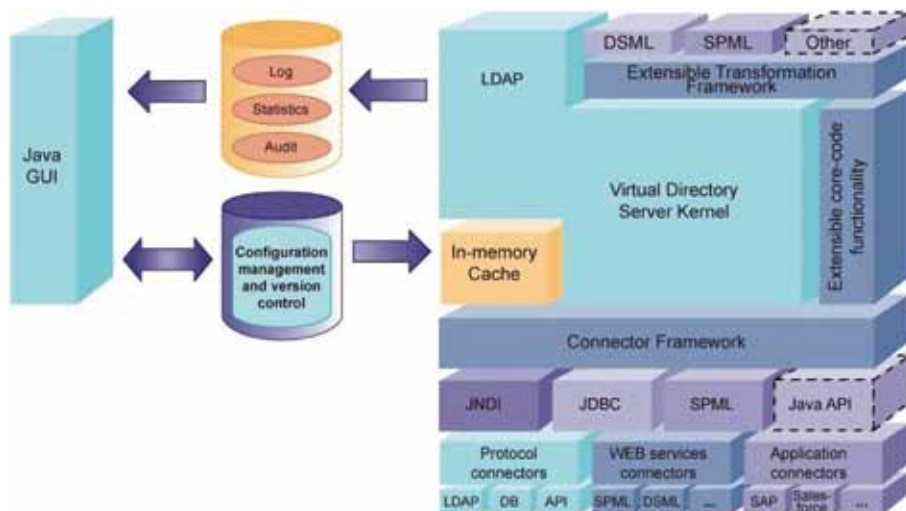 Java
GUI
Log
Statistics
Audit
Configuration
management
and version
control
DSML
SPML
Other
LDAP
Extensible Transformation
Framework
Virtual Directory
Server Kernel
Extensible core-code
functionality
In-memory
Cache
Connector Framework
JNDI
JDBC
SPML
Java API
Protocol
connectors
WEB services
connectors
Application
connectors
LDAP
DB
API
SPML
DSML
...
SAP
Sales-
force
...